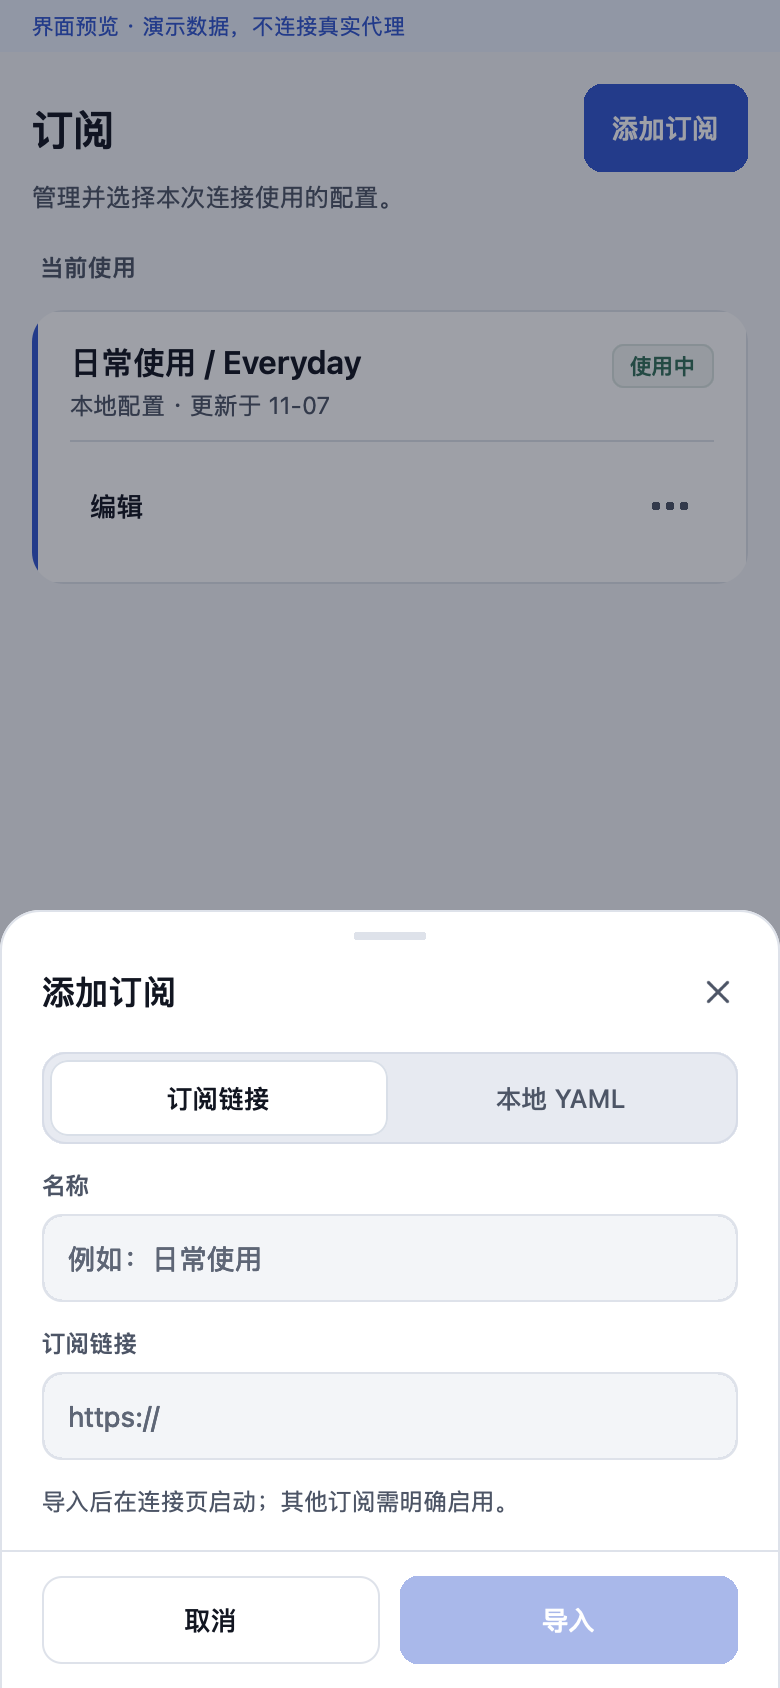 界面预览 · 演示数据，不连接真实代理
订阅
添加订阅
管理并选择本次连接使用的配置。
当前使用
日常使用 / Everyday
使用中
本地配置 · 更新于 11-07
编辑
添加订阅
订阅链接
本地 YAML
名称
例如：日常使用
订阅链接
https://
导入后在连接页启动；其他订阅需明确启用。
取消
导入